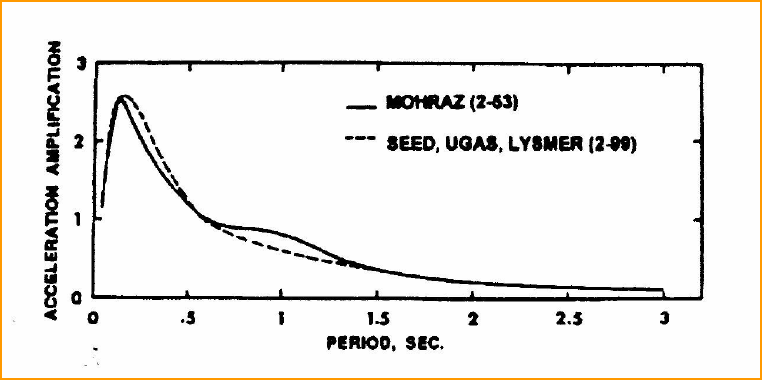 ACCELERATION AMPLIFICATION
3
2
1
0
MOHRAZ (2-53)
SEED, UGAS, LYSMER (2-99)
0 .5 1 1.5 2 2.5 3
PERIOD, SEC.